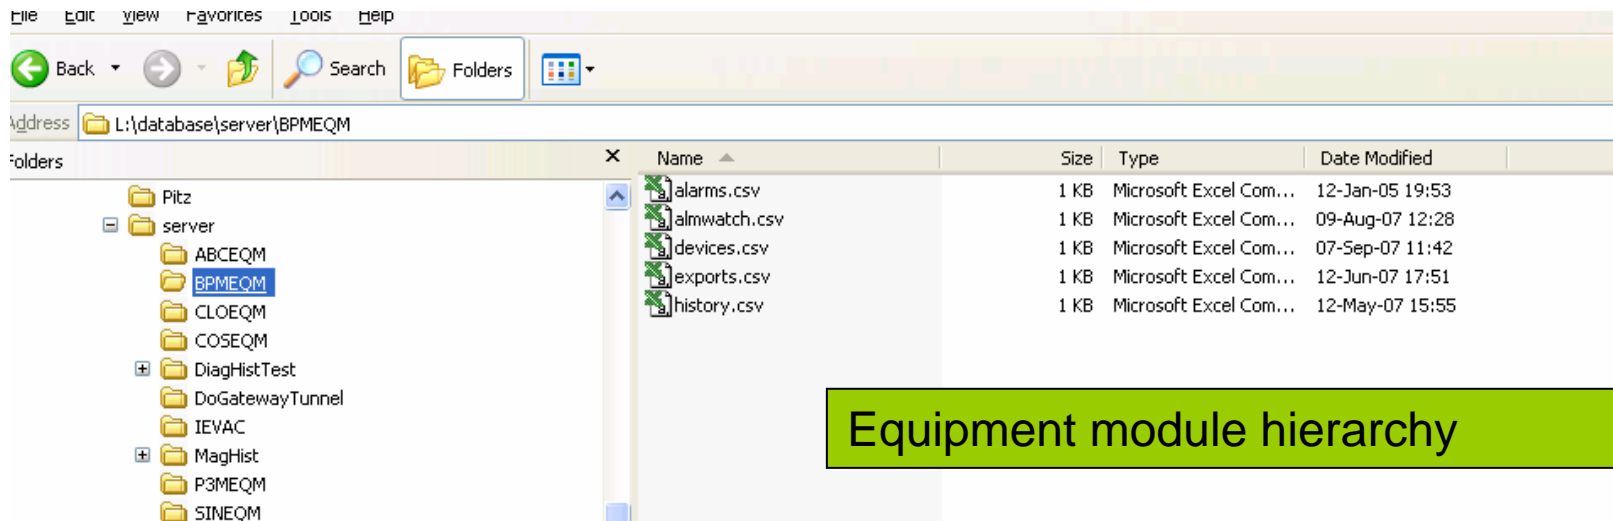 File Edit View Favorites Tools Help
Back Search Folders
Address L:\database\server\BPMEQM
Folders x Name Size Type Date Modified
Pitz
server
ABCEQM
BPMEQM
CLOEQM
COSEQM
DiagHistTest
DoGatewayTunnel
IEVAC
MagHist
P3MEQM
SINEQM
alarms.csv 1 KB Microsoft Excel Com... 12-Jan-05 19:53
almwatch.csv 1 KB Microsoft Excel Com... 09-Aug-07 12:28
devices.csv 1 KB Microsoft Excel Com... 07-Sep-07 11:42
exports.csv 1 KB Microsoft Excel Com... 12-Jun-07 17:51
history.csv 1 KB Microsoft Excel Com... 12-May-07 15:55
Equipment module hierarchy